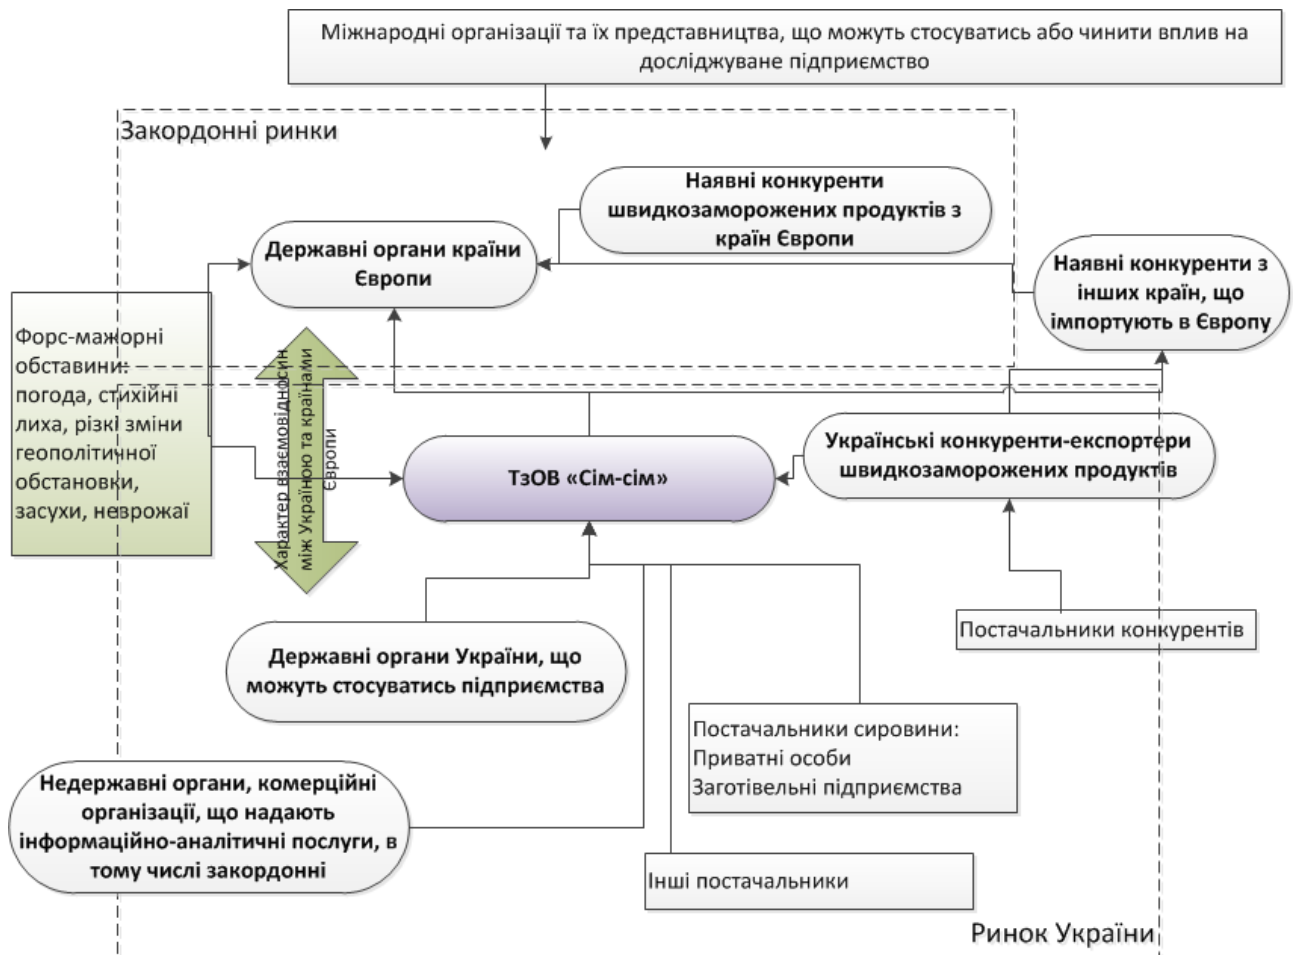 Міжнародні організації та їх представництва, що можуть стосуватись або чинити вплив на
досліджуване підприємство
Закордонні ринки
Наявні конкуренти
швидкозаморожених продуктів з
країн Європи
Державні органи країни
Європи
Наявні конкуренти з
інших країн, що
імпортують в Європу
Форс-мажорні
обставини:
погода, стихійні
лиха, різкі зміни
геополітичної
обстановки,
засухи, неврожаї
Характер взаємовідносин
між Україною та країнами
Європи
ТзОВ «Сім-сім»
Українські конкуренти-експортери
швидкозаморожених продуктів
Постачальники конкурентів
Державні органи України, що
можуть стосуватись підприємства
Постачальники сировини:
Приватні особи
Заготівельні підприємства
Недержавні органи, комерційні
організації, що надають
інформаційно-аналітичні послуги, в
тому числі закордонні
Інші постачальники
Ринок України